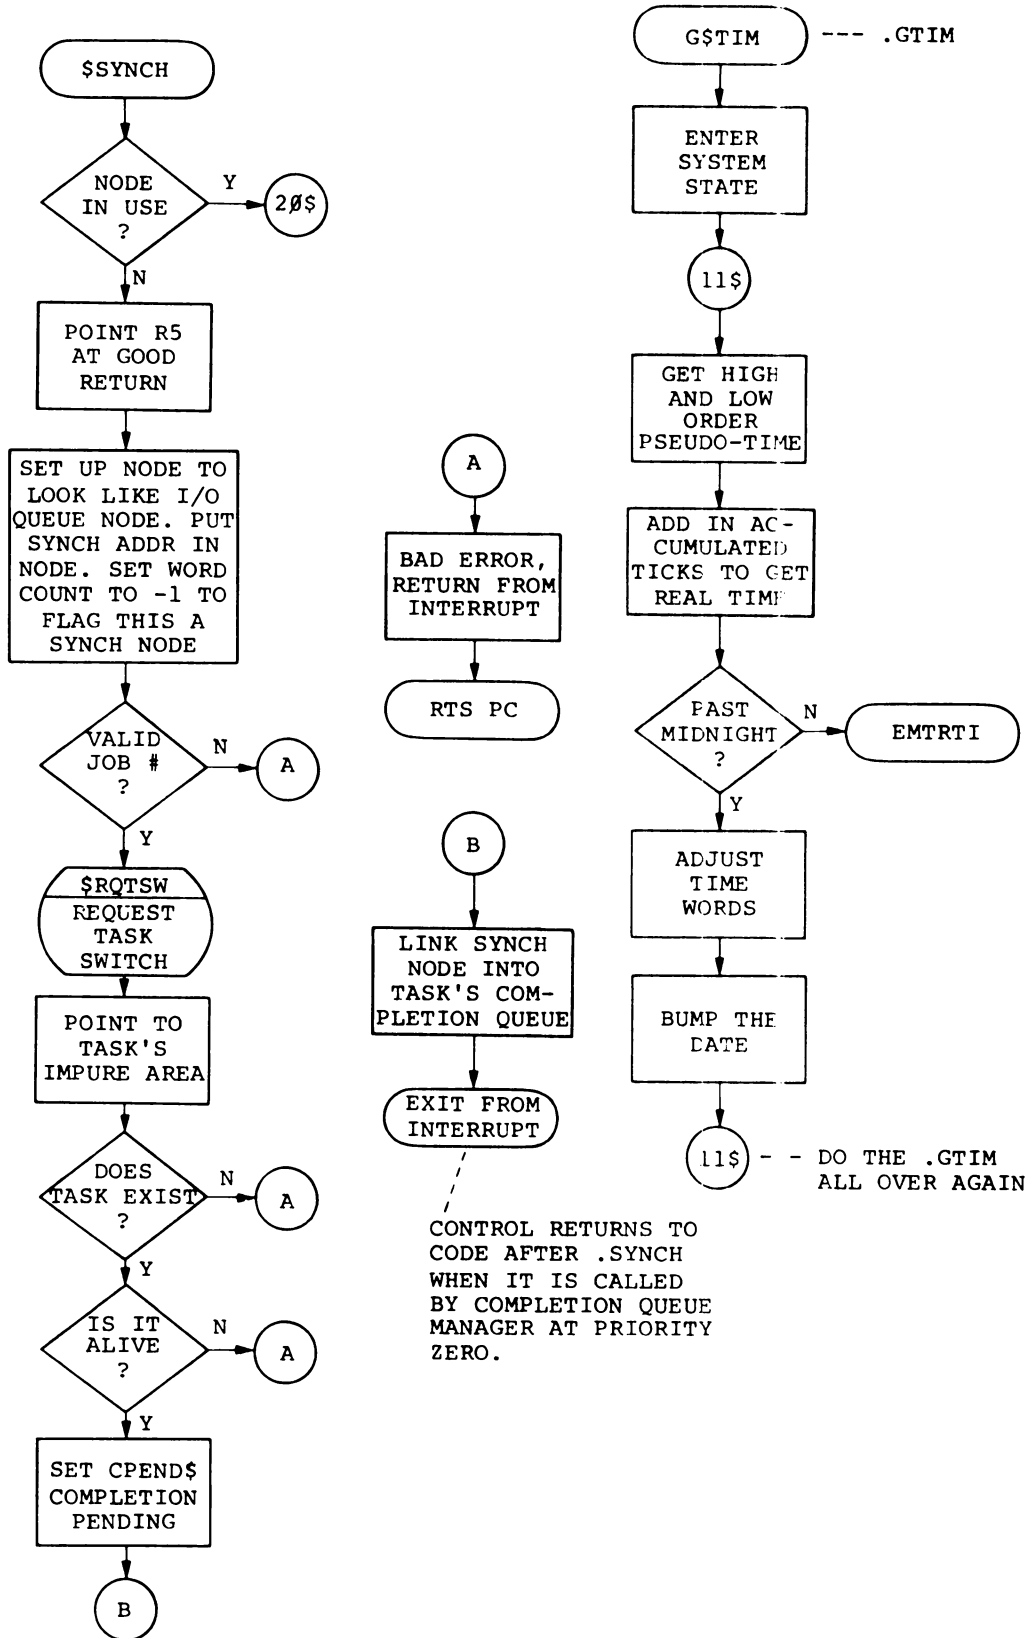 $SYNCH
NODE
IN USE
?
Y
2Ø$
N
POINT R5
AT GOOD
RETURN
SET UP NODE TO
LOOK LIKE I/O
QUEUE NODE. PUT
SYNCH ADDR IN
NODE. SET WORD
COUNT TO -1 TO
FLAG THIS A
SYNCH NODE
VALID
JOB #
?
N
A
Y
$RQTSW
REQUEST
TASK
SWITCH
POINT TO
TASK'S
IMPURE AREA
DOES
TASK EXIST
?
N
A
Y
IS IT
ALIVE
?
N
A
Y
SET CPEND$
COMPLETION
PENDING
B
A
BAD ERROR,
RETURN FROM
INTERRUPT
RTS PC
B
LINK SYNCH
NODE INTO
TASK'S COM-
PLETION QUEUE
EXIT FROM
INTERRUPT
CONTROL RETURNS TO
CODE AFTER .SYNCH
WHEN IT IS CALLED
BY COMPLETION QUEUE
MANAGER AT PRIORITY
ZERO.
G$TIM --- .GTIM
ENTER
SYSTEM
STATE
11$
GET HIGH
AND LOW
ORDER
PSEUDO-TIME
ADD IN AC-
CUMULATED
TICKS TO GET
REAL TIME
PAST
MIDNIGHT
?
N
EMTRTI
Y
ADJUST
TIME
WORDS
BUMP THE
DATE
11$ - - DO THE .GTIM
ALL OVER AGAIN